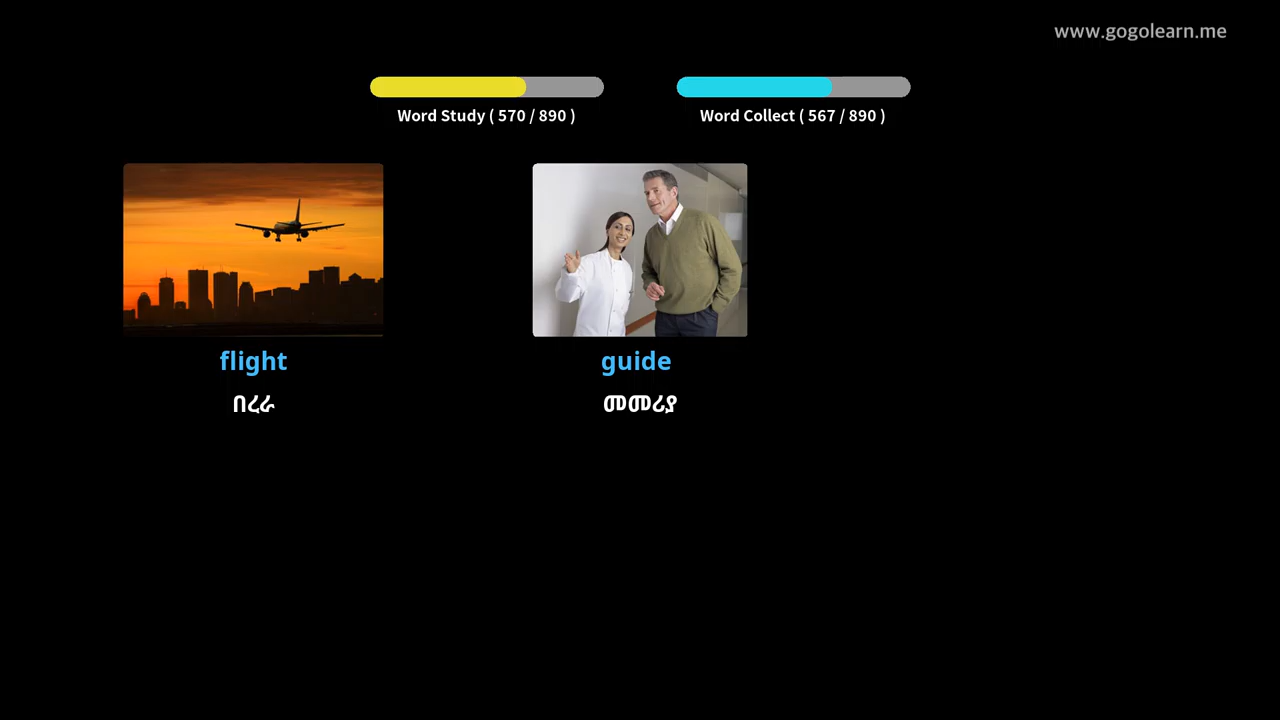 www.gogolearn.me
Word Study ( 570 / 890 )
Word Collect ( 567 / 890 )
flight
በረራ
guide
መመሪያ